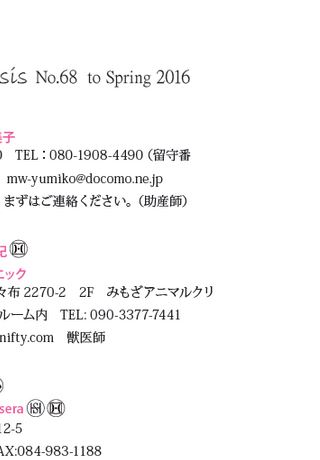 sis No.68 to Spring 2016
子
0 TEL：080-1908-4490（留守番
mw-yumiko@docomo.ne.jp
まずはご連絡ください。（助産師）
記
ニック
々布 2270-2 2F みもざアニマルクリ
ルーム内 TEL: 090-3377-7441
nifty.com 獣医師
sera
12-5
AX:084-983-1188